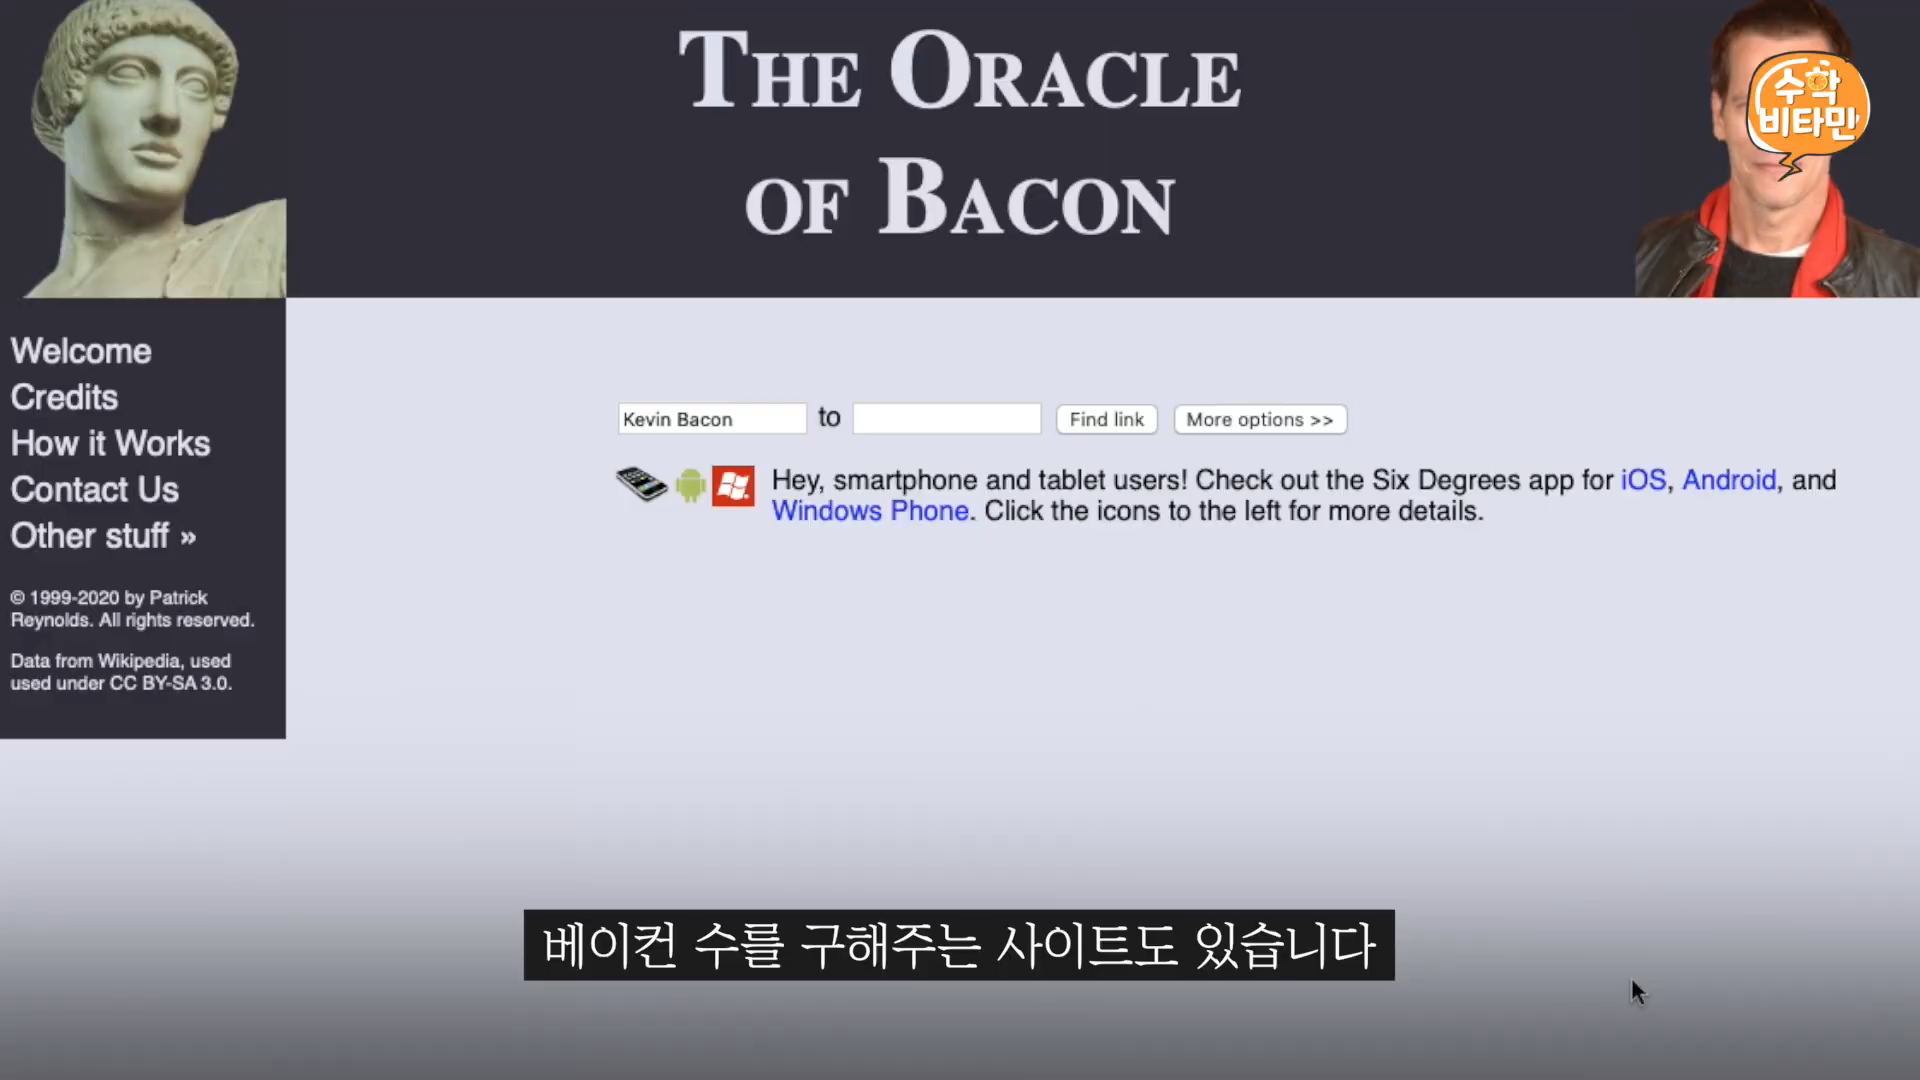 THE ORACLE
OF BACON
수학
비타민
Welcome
Credits
How it Works
Contact Us
Other stuff »
© 1999-2020 by Patrick
Reynolds. All rights reserved.
Data from Wikipedia, used
used under CC BY-SA 3.0.
Kevin Bacon to Find link More options >>
Hey, smartphone and tablet users! Check out the Six Degrees app for iOS, Android, and
Windows Phone. Click the icons to the left for more details.
베이컨 수를 구해주는 사이트도 있습니다